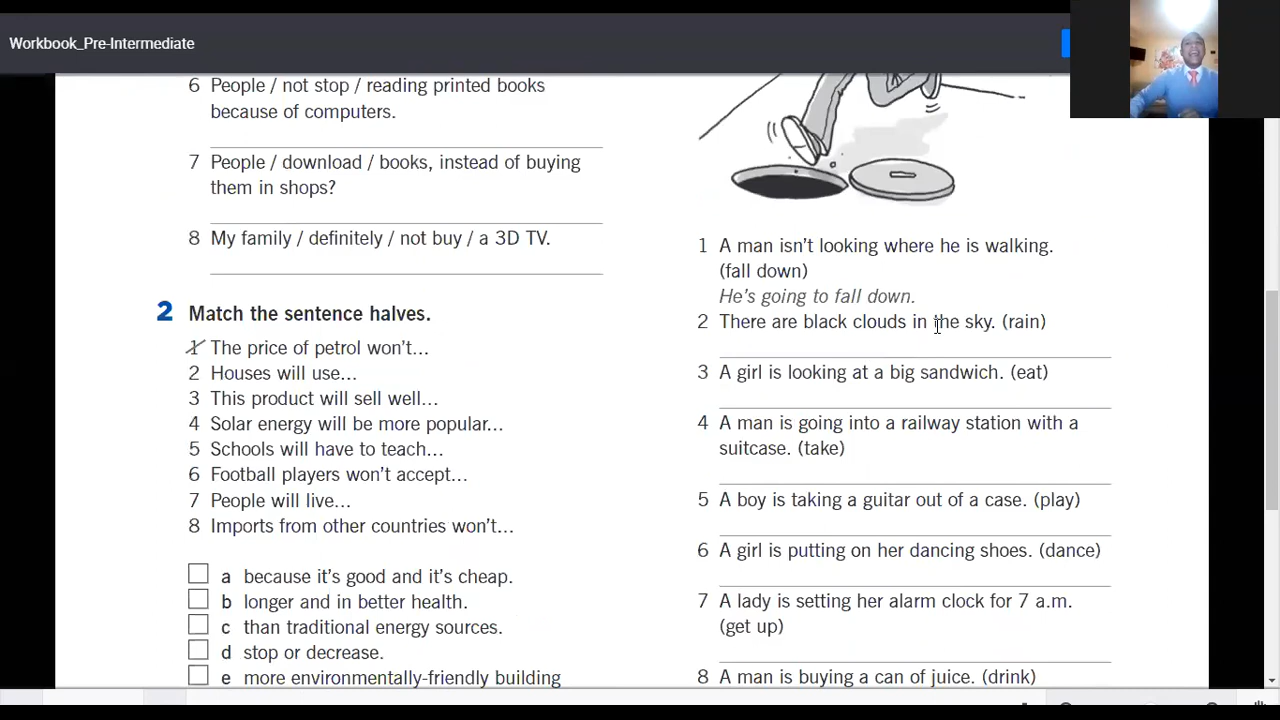 Workbook_Pre-Intermediate
6 People / not stop / reading printed books
because of computers.
7 People / download / books, instead of buying
them in shops?
8 My family / definitely / not buy / a 3D TV.
2 Match the sentence halves.
1 The price of petrol won't…
2 Houses will use…
3 This product will sell well…
4 Solar energy will be more popular…
5 Schools will have to teach…
6 Football players won't accept…
7 People will live…
8 Imports from other countries won't…
a because it's good and it's cheap.
b longer and in better health.
c than traditional energy sources.
d stop or decrease.
e more environmentally-friendly building
1 A man isn't looking where he is walking.
(fall down)
He's going to fall down.
2 There are black clouds in the sky. (rain)
3 A girl is looking at a big sandwich. (eat)
4 A man is going into a railway station with a
suitcase. (take)
5 A boy is taking a guitar out of a case. (play)
6 A girl is putting on her dancing shoes. (dance)
7 A lady is setting her alarm clock for 7 a.m.
(get up)
8 A man is buying a can of juice. (drink)